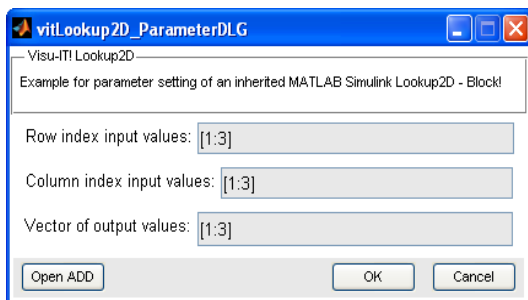 vitLookup2D_ParameterDLG
Visu-IT! Lookup2D
Example for parameter setting of an inherited MATLAB Simulink Lookup2D - Block!
Row index input values: [1:3]
Column index input values: [1:3]
Vector of output values: [1:3]
Open ADD OK Cancel